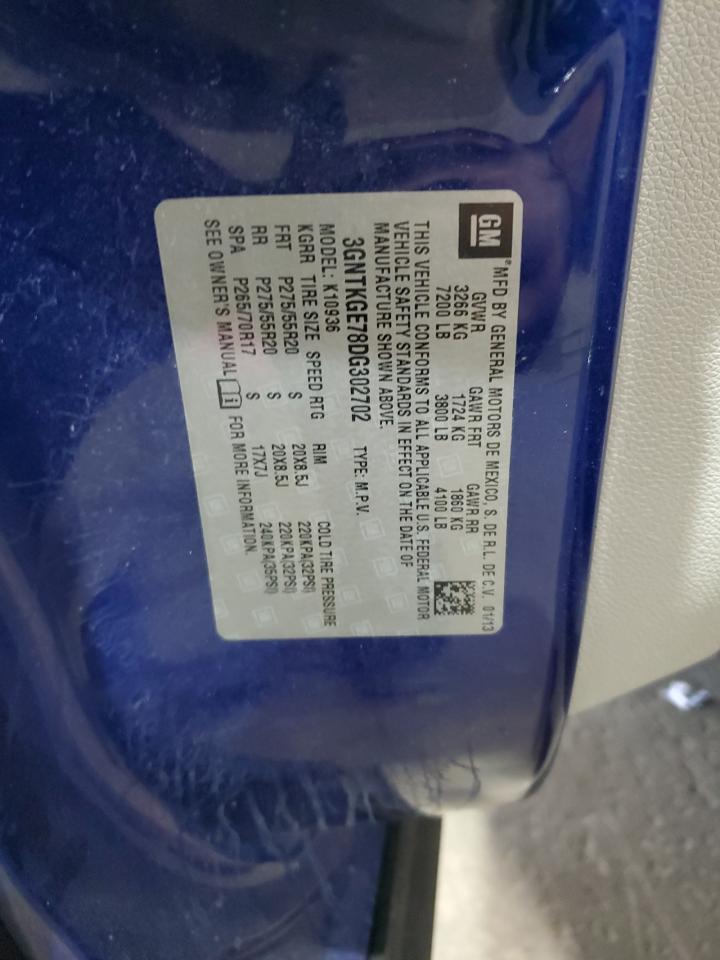 GM® MFD BY GENERAL MOTORS DE MEXICO, S. DE R.L. DE C.V. 01/13
GVWR GAWR FRT GAWR RR
3266 KG 1724 KG 1860 KG
7200 LB 3800 LB 4100 LB
THIS VEHICLE CONFORMS TO ALL APPLICABLE U.S. FEDERAL MOTOR
VEHICLE SAFETY STANDARDS IN EFFECT ON THE DATE OF
MANUFACTURE SHOWN ABOVE.
3GNTKGE78DG302702 TYPE: M.P.V.
MODEL: K10936
KGRR TIRE SIZE SPEED RTG RIM COLD TIRE PRESSURE
FRT P275/55R20 S 20X8.5J 220KPA(32PSI)
RR P275/55R20 S 20X8.5J 220KPA(32PSI)
SPA P265/70R17 S 17X7J 240KPA(35PSI)
SEE OWNER'S MANUAL FOR MORE INFORMATION.